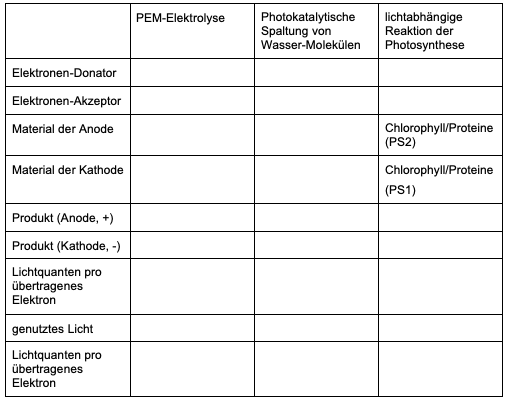 PEM-Elektrolyse
Photokatalytische
Spaltung von
Wasser-Molekülen
lichtabhängige
Reaktion der
Photosynthese
Elektronen-Donator
Elektronen-Akzeptor
Material der Anode
Chlorophyll/Proteine
(PS2)
Material der Kathode
Chlorophyll/Proteine
(PS1)
Produkt (Anode, +)
Produkt (Kathode, -)
Lichtquanten pro
übertragenes
Elektron
genutztes Licht
Lichtquanten pro
übertragenes
Elektron